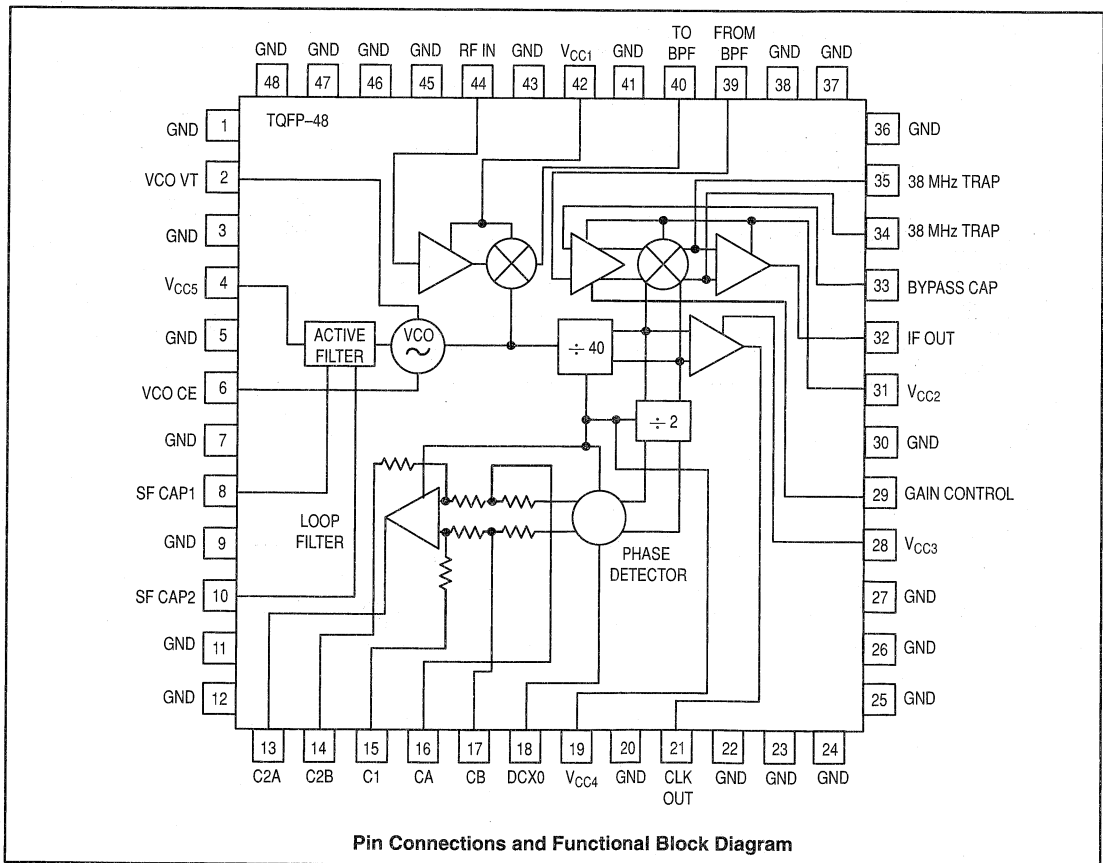 TO FROM
GND GND GND GND RF IN GND VCC1 GND BPF BPF GND GND
48 47 46 45 44 43 42 41 40 39 38 37
TQFP–48
GND 1
VCO VT 2
GND 3
VCC5 4
GND 5
VCO CE 6
GND 7
SF CAP1 8
GND 9
SF CAP2 10
GND 11
GND 12
36 GND
35 38 MHz TRAP
34 38 MHz TRAP
33 BYPASS CAP
32 IF OUT
31 VCC2
30 GND
29 GAIN CONTROL
28 VCC3
27 GND
26 GND
25 GND
ACTIVE
FILTER
VCO
~
÷ 40
÷ 2
LOOP
FILTER
PHASE
DETECTOR
13 14 15 16 17 18 19 20 21 22 23 24
C2A C2B C1 CA CB DCX0 VCC4 GND CLK GND GND GND
OUT
Pin Connections and Functional Block Diagram